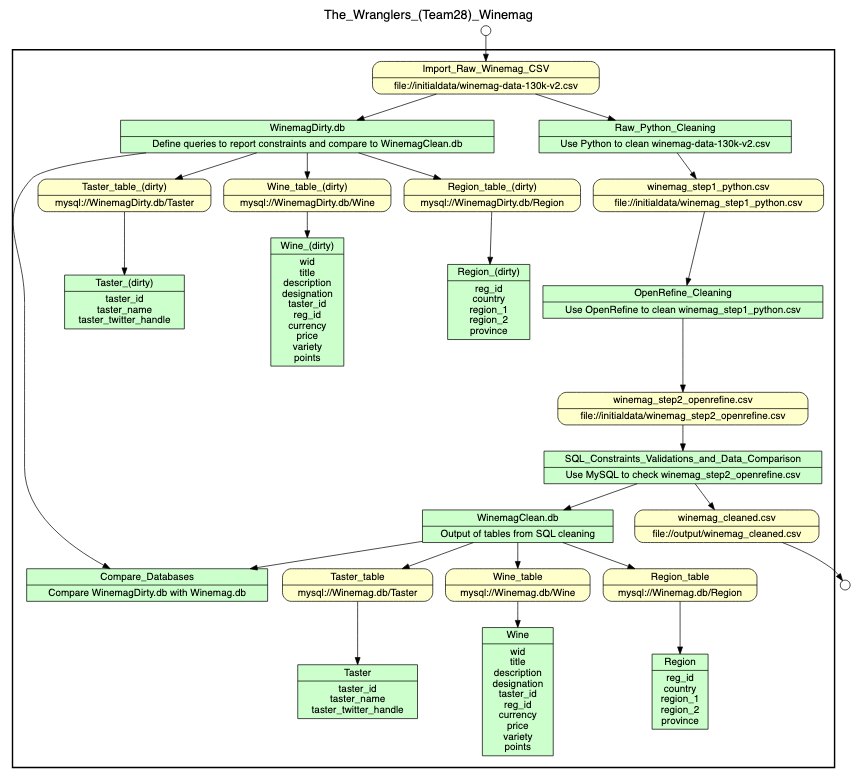 The_Wranglers_(Team28)_Winemag
Import_Raw_Winemag_CSV
file://initialdata/winemag-data-130k-v2.csv
WinemagDirty.db
Define queries to report constraints and compare to WinemagClean.db
Raw_Python_Cleaning
Use Python to clean winemag-data-130k-v2.csv
Taster_table_(dirty)
mysql://WinemagDirty.db/Taster
Wine_table_(dirty)
mysql://WinemagDirty.db/Wine
Region_table_(dirty)
mysql://WinemagDirty.db/Region
winemag_step1_python.csv
file://initialdata/winemag_step1_python.csv
Taster_(dirty)
taster_id
taster_name
taster_twitter_handle
Wine_(dirty)
wid
title
description
designation
taster_id
reg_id
currency
price
variety
points
Region_(dirty)
reg_id
country
region_1
region_2
province
OpenRefine_Cleaning
Use OpenRefine to clean winemag_step1_python.csv
winemag_step2_openrefine.csv
file://initialdata/winemag_step2_openrefine.csv
SQL_Constraints_Validations_and_Data_Comparison
Use MySQL to check winemag_step2_openrefine.csv
WinemagClean.db
Output of tables from SQL cleaning
winemag_cleaned.csv
file://output/winemag_cleaned.csv
Compare_Databases
Compare WinemagDirty.db with Winemag.db
Taster_table
mysql://Winemag.db/Taster
Wine_table
mysql://Winemag.db/Wine
Region_table
mysql://Winemag.db/Region
Taster
taster_id
taster_name
taster_twitter_handle
Wine
wid
title
description
designation
taster_id
reg_id
currency
price
variety
points
Region
reg_id
country
region_1
region_2
province